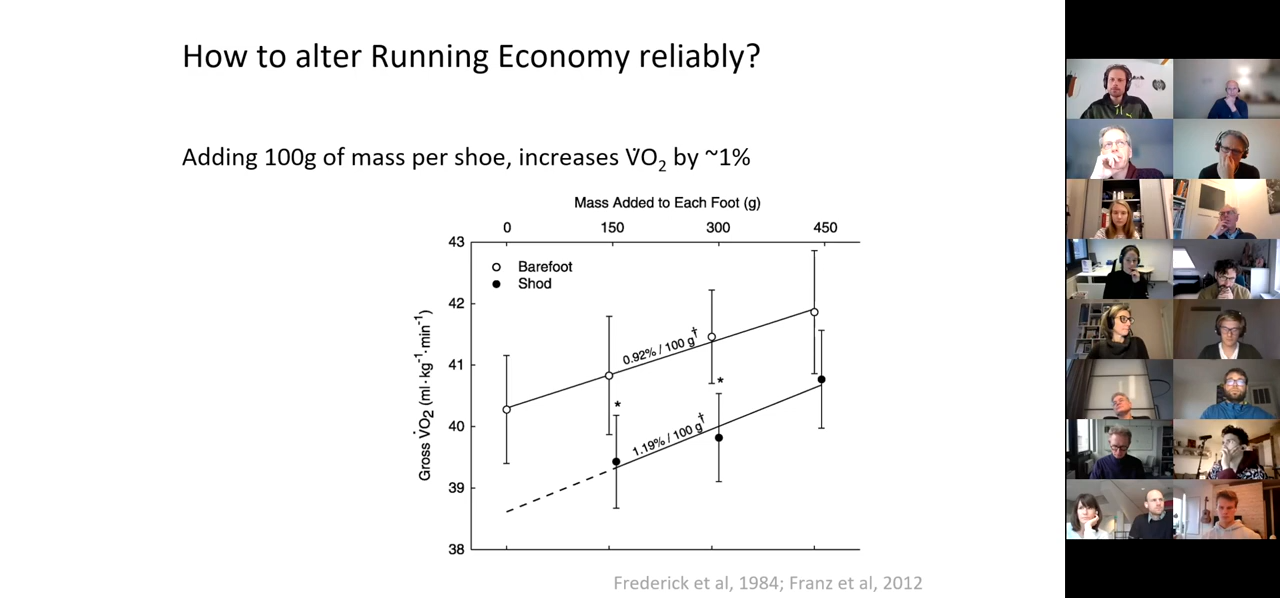 How to alter Running Economy reliably?
Adding 100g of mass per shoe, increases V̇O₂ by ~1%
Mass Added to Each Foot (g)
0 150 300 450
43
Barefoot
Shod
42
0.92% / 100 g†
41
*
*
40
1.19% / 100 g†
39
38
Gross V̇O₂ (ml·kg⁻¹·min⁻¹)
Frederick et al, 1984; Franz et al, 2012